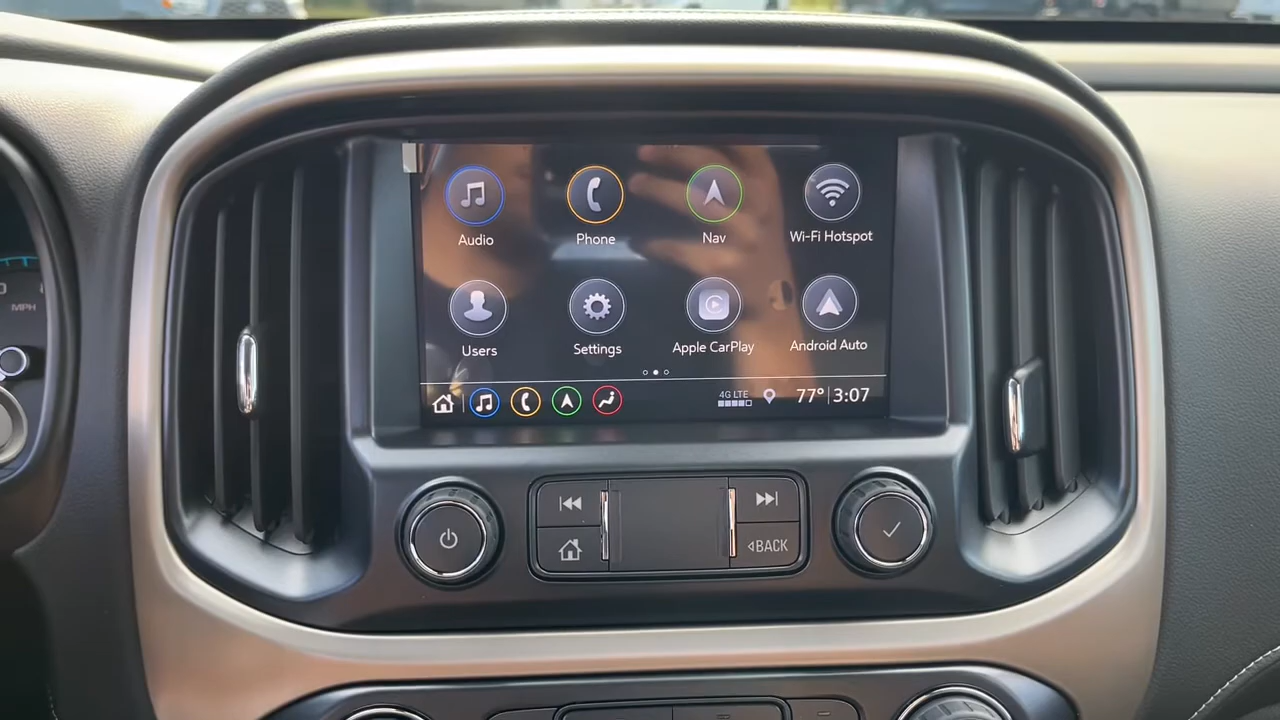 Audio
Phone
Nav
Wi-Fi Hotspot
Users
Settings
Apple CarPlay
Android Auto
4G LTE
77° 3:07
BACK
MPH